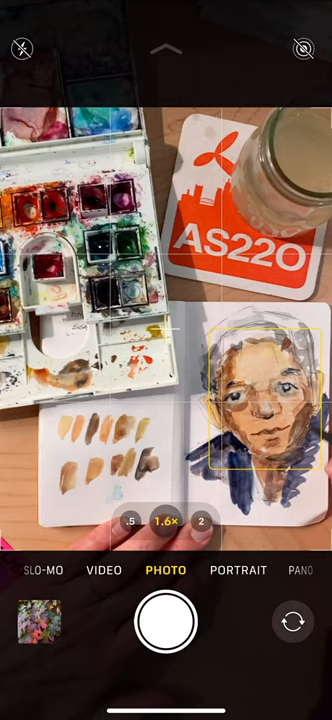 AS220
.5
1.6×
2
SLO-MO
VIDEO
PHOTO
PORTRAIT
PANO